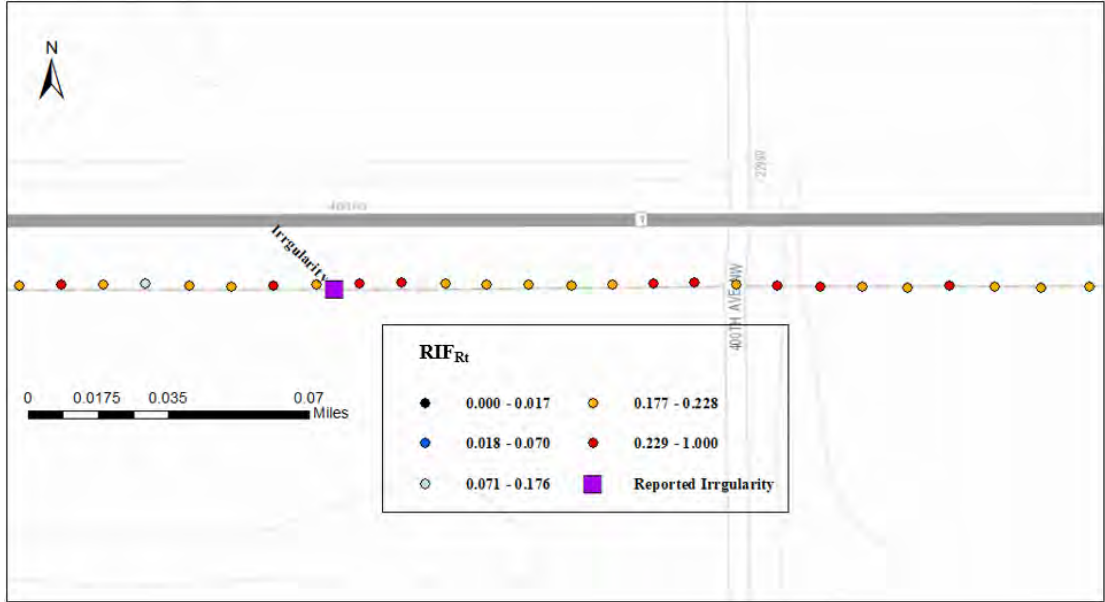 N
Irrgularity
400TH AVE NW
0 0.0175 0.035 0.07
Miles
RIFRt
0.000 - 0.017
0.177 - 0.228
0.018 - 0.070
0.229 - 1.000
0.071 - 0.176
Reported Irrgularity